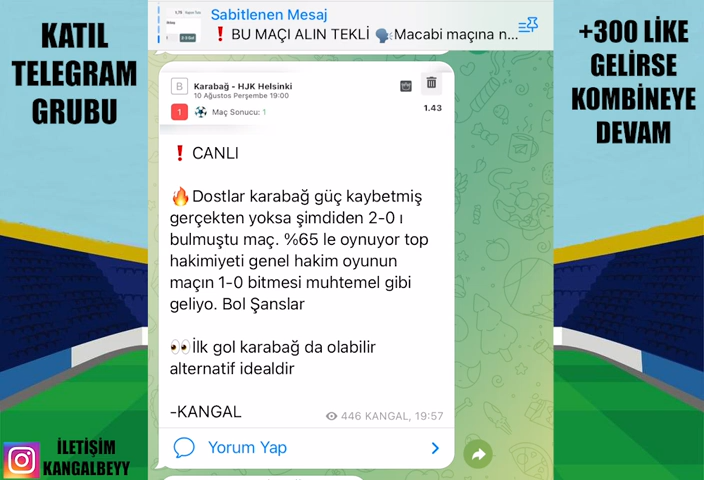 KATIL
TELEGRAM
GRUBU
Sabitlenen Mesaj
❗ BU MAÇI ALIN TEKLİ 🗣Macabi maçına n...
+300 LİKE
GELİRSE
KOMBİNEYE
DEVAM
B
Karabağ - HJK Helsinki
10 Ağustos Perşembe 19:00
1
Maç Sonucu: 1
1.43
❗ CANLI
🔥Dostlar karabağ güç kaybetmiş
gerçekten yoksa şimdiden 2-0 ı
bulmuştu maç. %65 le oynuyor top
hakimiyeti genel hakim oyunun
maçın 1-0 bitmesi muhtemel gibi
geliyo. Bol Şanslar
👀İlk gol karabağ da olabilir
alternatif idealdir
-KANGAL
446 KANGAL, 19:57
Yorum Yap
İLETİŞİM
KANGALBEYY